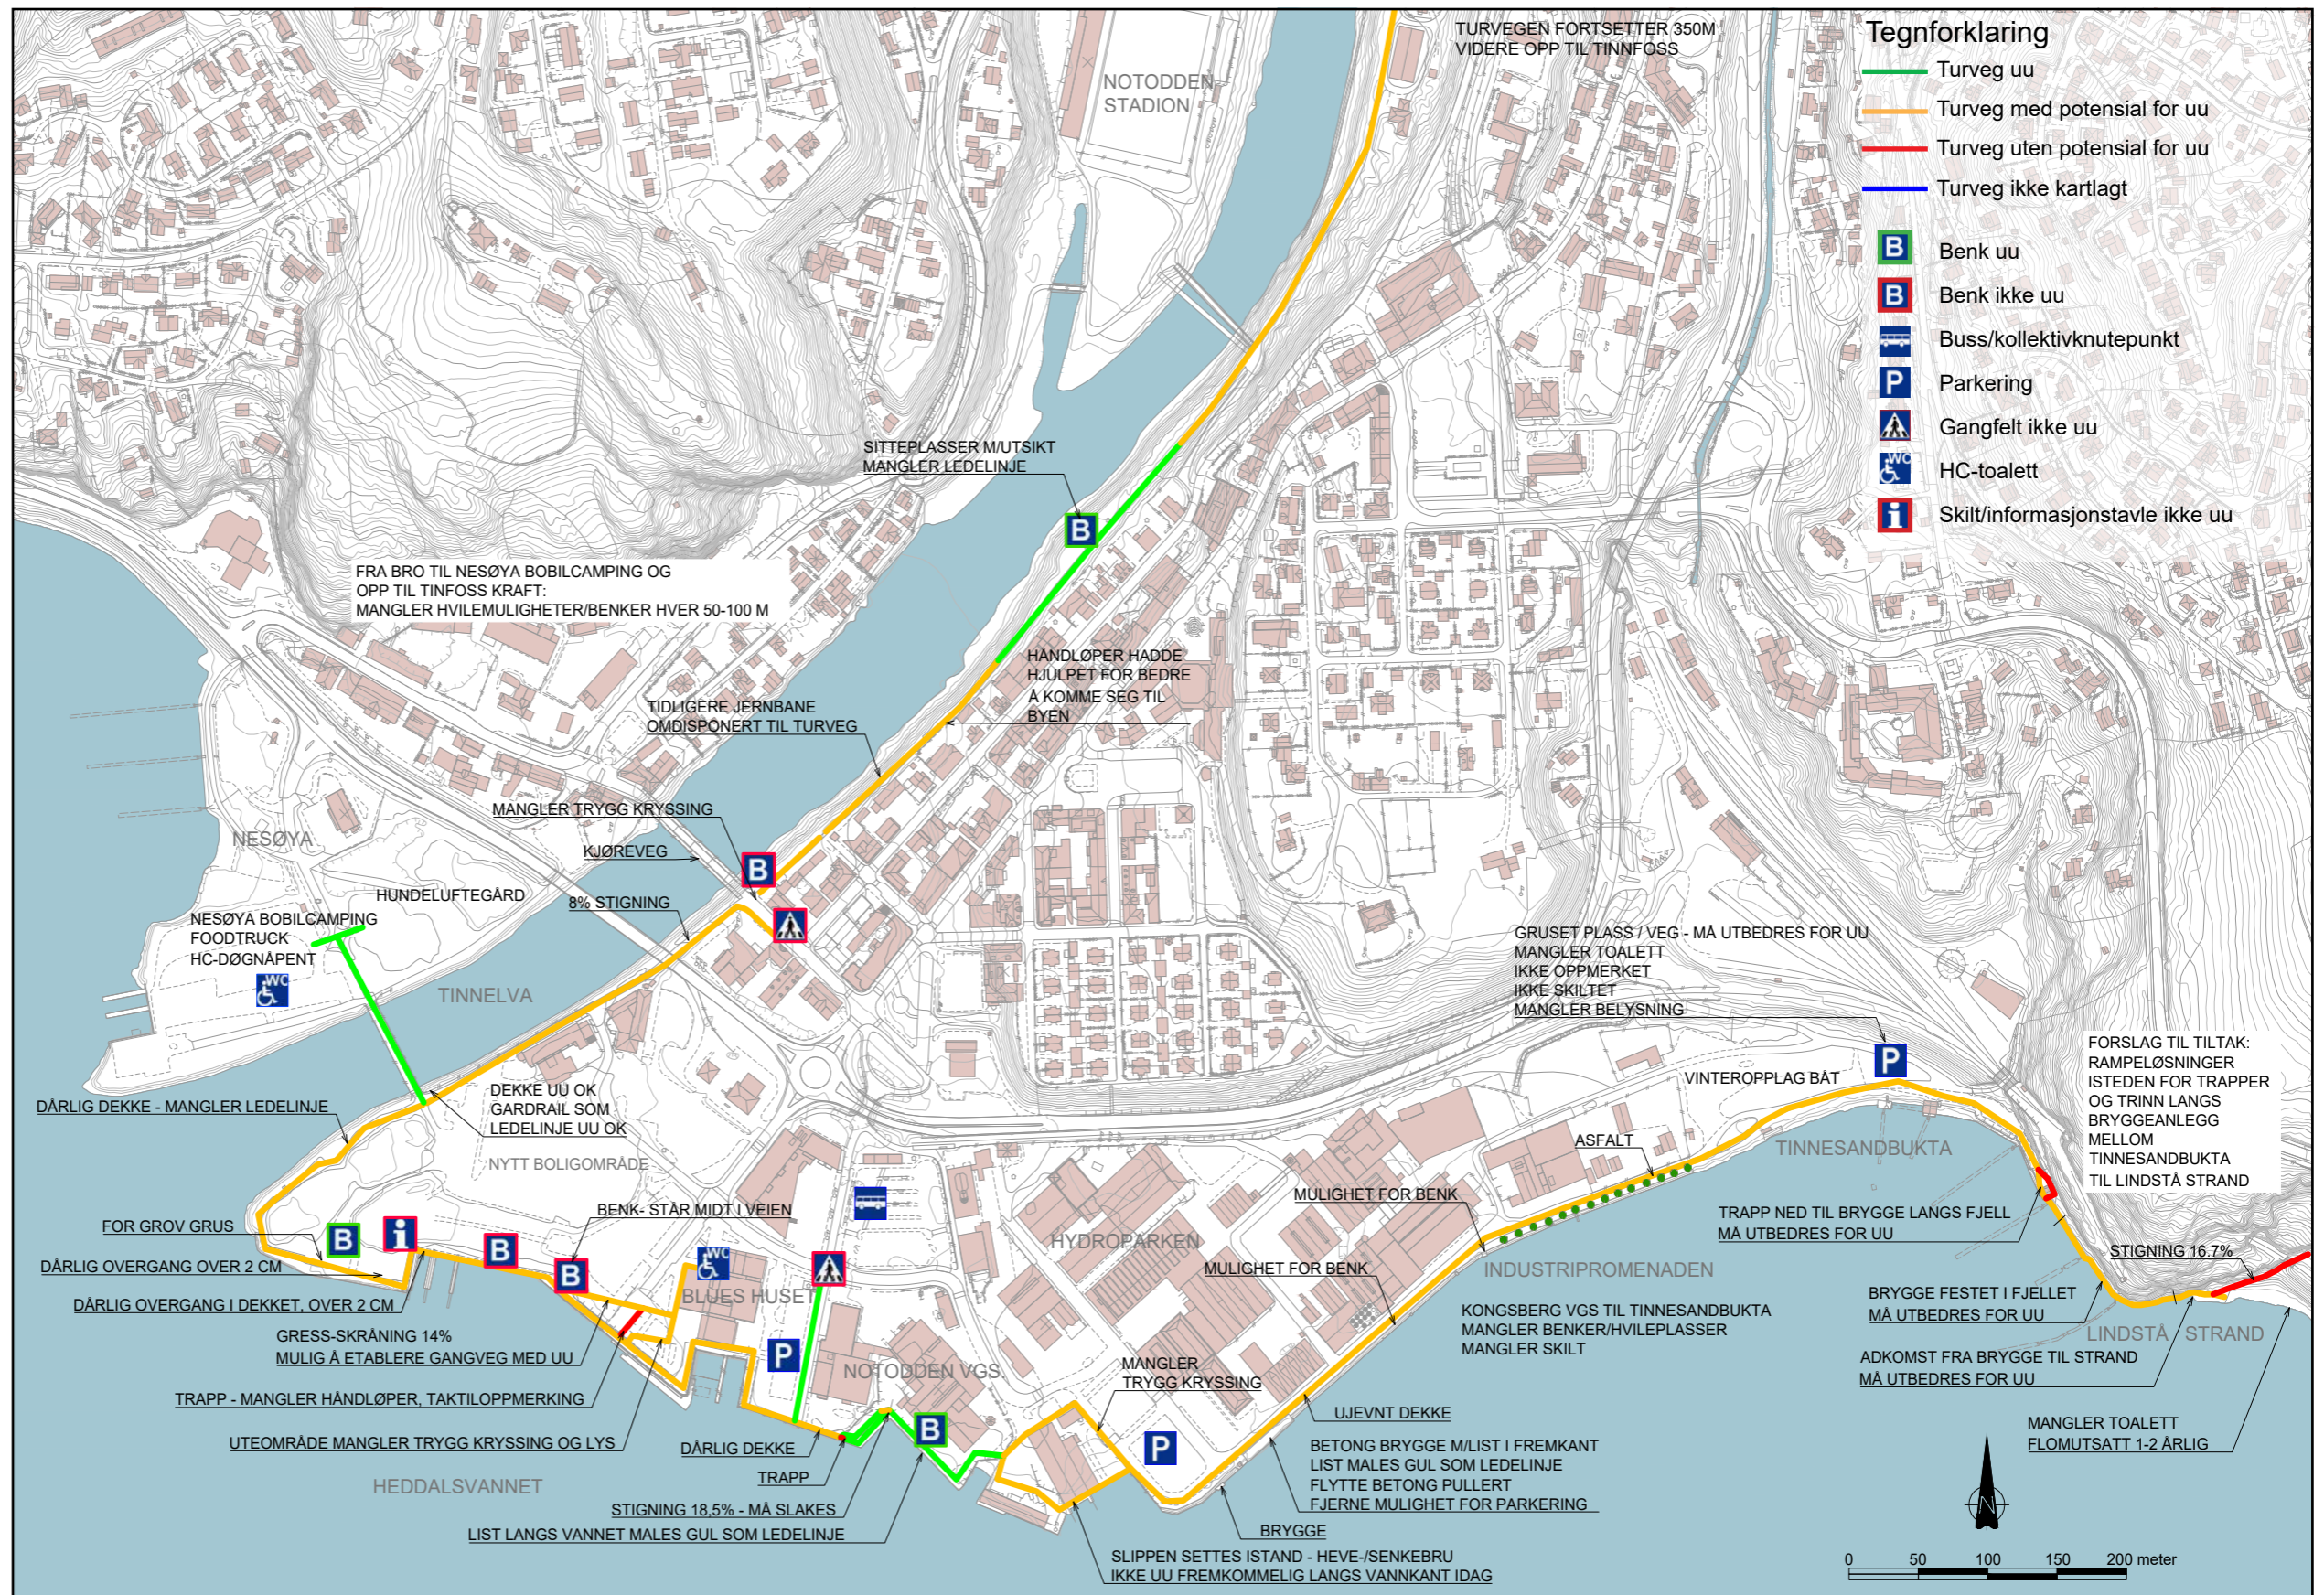 TURVEGEN FORTSETTER 350M
VIDERE OPP TIL TINNFOSS
Tegnforklaring
Turveg uu
Turveg med potensial for uu
Turveg uten potensial for uu
Turveg ikke kartlagt
B
Benk uu
B
Benk ikke uu
Buss/kollektivknutepunkt
P
Parkering
Gangfelt ikke uu
WC
HC-toalett
i
Skilt/informasjonstavle ikke uu
NOTODDEN
STADION
SITTEPLASSER M/UTSIKT
MANGLER LEDELINJE
B
FRA BRO TIL NESØYA BOBILCAMPING OG
OPP TIL TINFOSS KRAFT:
MANGLER HVILEMULIGHETER/BENKER HVER 50-100 M
HÅNDLØPER HADDE
HJULPET FOR BEDRE
Å KOMME SEG TIL
BYEN
TIDLIGERE JERNBANE
OMDISPONERT TIL TURVEG
MANGLER TRYGG KRYSSING
KJØREVEG
B
NESØYA
HUNDELUFTEGÅRD
8% STIGNING
NESØYA BOBILCAMPING
FOODTRUCK
HC-DØGNÅPENT
WC
TINNELVA
GRUSET PLASS / VEG - MÅ UTBEDRES FOR UU
MANGLER TOALETT
IKKE OPPMERKET
IKKE SKILTET
MANGLER BELYSNING
P
FORSLAG TIL TILTAK:
RAMPELØSNINGER
ISTEDEN FOR TRAPPER
OG TRINN LANGS
BRYGGEANLEGG
MELLOM
TINNESANDBUKTA
TIL LINDSTÅ STRAND
VINTEROPPLAG BÅT
DEKKE UU OK
GARDRAIL SOM
LEDELINJE UU OK
DÅRLIG DEKKE - MANGLER LEDELINJE
NYTT BOLIGOMRÅDE
ASFALT
TINNESANDBUKTA
MULIGHET FOR BENK
BENK- STÅR MIDT I VEIEN
TRAPP NED TIL BRYGGE LANGS FJELL
MÅ UTBEDRES FOR UU
FOR GROV GRUS
B
i
B
B
WC
HYDROPARKEN
STIGNING 16.7%
DÅRLIG OVERGANG OVER 2 CM
MULIGHET FOR BENK
INDUSTRIPROMENADEN
BLUES HUSET
BRYGGE FESTET I FJELLET
MÅ UTBEDRES FOR UU
DÅRLIG OVERGANG I DEKKET, OVER 2 CM
KONGSBERG VGS TIL TINNESANDBUKTA
MANGLER BENKER/HVILEPLASSER
MANGLER SKILT
LINDSTÅ STRAND
GRESS-SKRÅNING 14%
MULIG Å ETABLERE GANGVEG MED UU
P
NOTODDEN VGS
MANGLER
TRYGG KRYSSING
ADKOMST FRA BRYGGE TIL STRAND
MÅ UTBEDRES FOR UU
TRAPP - MANGLER HÅNDLØPER, TAKTILOPPMERKING
UJEVNT DEKKE
MANGLER TOALETT
FLOMUTSATT 1-2 ÅRLIG
B
P
UTEOMRÅDE MANGLER TRYGG KRYSSING OG LYS
DÅRLIG DEKKE
BETONG BRYGGE M/LIST I FREMKANT
LIST MALES GUL SOM LEDELINJE
FLYTTE BETONG PULLERT
FJERNE MULIGHET FOR PARKERING
TRAPP
HEDDALSVANNET
STIGNING 18,5% - MÅ SLAKES
LIST LANGS VANNET MALES GUL SOM LEDELINJE
BRYGGE
SLIPPEN SETTES ISTAND - HEVE-/SENKEBRU
IKKE UU FREMKOMMELIG LANGS VANNKANT IDAG
N
0 50 100 150 200 meter